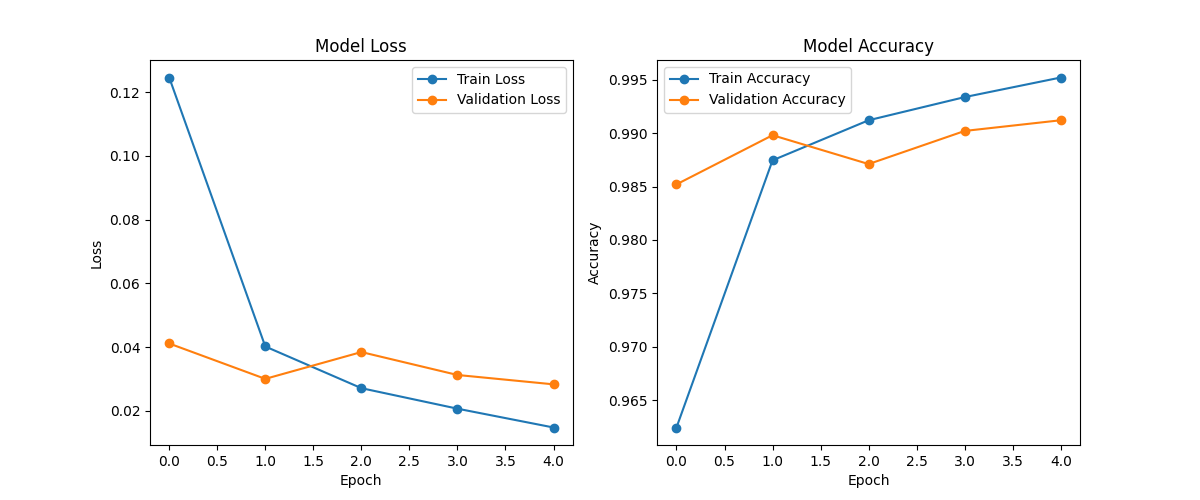 Model Loss
Train Loss
Validation Loss
0.12
0.10
0.08
0.06
0.04
0.02
Loss
0.0 0.5 1.0 1.5 2.0 2.5 3.0 3.5 4.0
Epoch
Model Accuracy
Train Accuracy
Validation Accuracy
0.995
0.990
0.985
0.980
0.975
0.970
0.965
Accuracy
0.0 0.5 1.0 1.5 2.0 2.5 3.0 3.5 4.0
Epoch